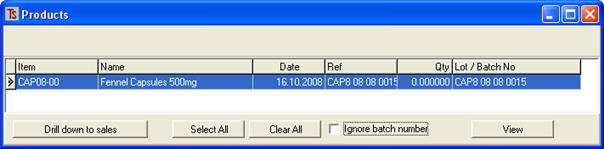 Ts Products
Item Name Date Ref Qty Lot / Batch No
CAP08-00 Fennel Capsules 500mg 16.10.2008 CAP8 08 08 0015 0.000000 CAP8 08 08 0015
Drill down to sales Select All Clear All Ignore batch number View